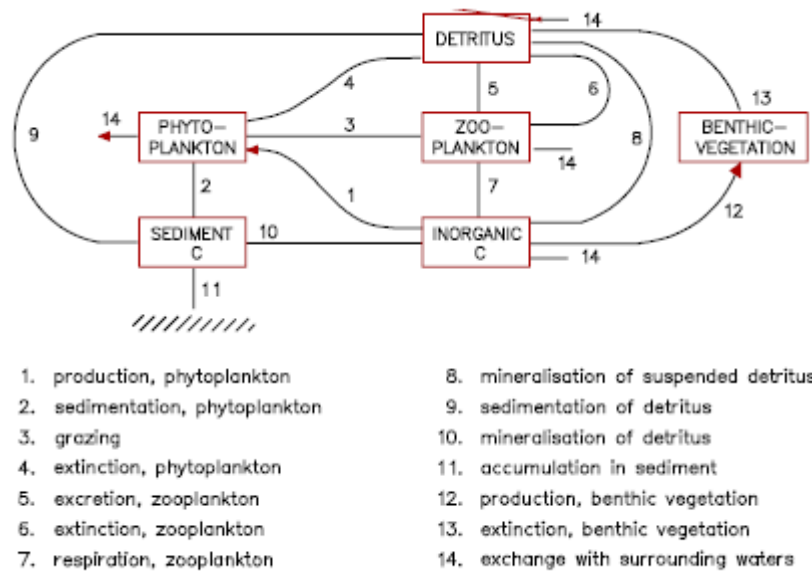 14
DETRITUS
4
5
6
13
9
14
PHYTO-
PLANKTON
3
ZOO-
PLANKTON
8
BENTHIC-
VEGETATION
14
2
7
1
12
SEDIMENT
C
10
INORGANIC
C
14
11
1. production, phytoplankton
2. sedimentation, phytoplankton
3. grazing
4. extinction, phytoplankton
5. excretion, zooplankton
6. extinction, zooplankton
7. respiration, zooplankton
8. mineralisation of suspended detritus
9. sedimentation of detritus
10. mineralisation of detritus
11. accumulation in sediment
12. production, benthic vegetation
13. extinction, benthic vegetation
14. exchange with surrounding waters